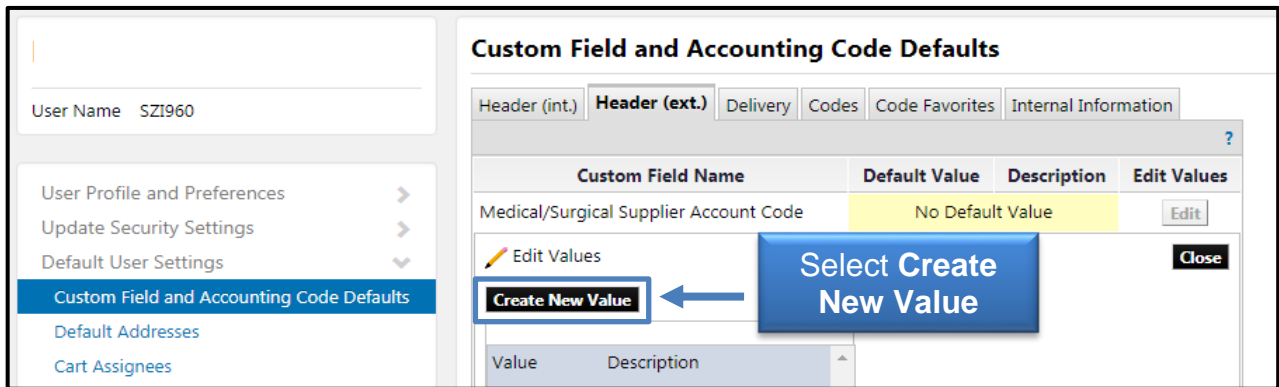 User Name SZI960
User Profile and Preferences
Update Security Settings
Default User Settings
Custom Field and Accounting Code Defaults
Default Addresses
Cart Assignees
Custom Field and Accounting Code Defaults
Header (int.) Header (ext.) Delivery Codes Code Favorites Internal Information
?
Custom Field Name Default Value Description Edit Values
Medical/Surgical Supplier Account Code No Default Value Edit
Edit Values Close
Create New Value
Select Create
New Value
Value Description